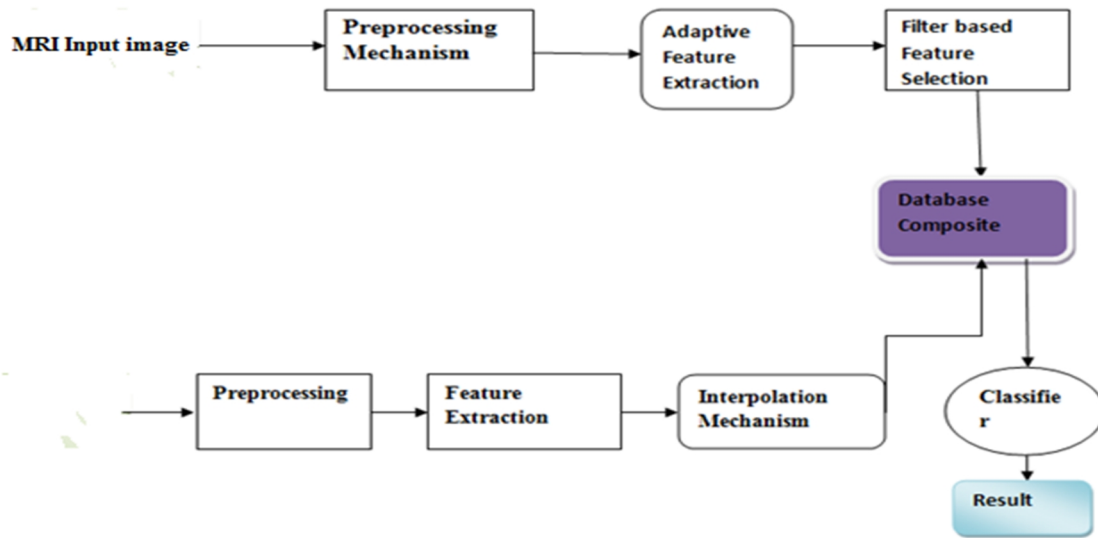 MRI Input image
Preprocessing
Mechanism
Adaptive
Feature
Extraction
Filter based
Feature
Selection
Database
Composite
Preprocessing
Feature
Extraction
Interpolation
Mechanism
Classifie
r
Result